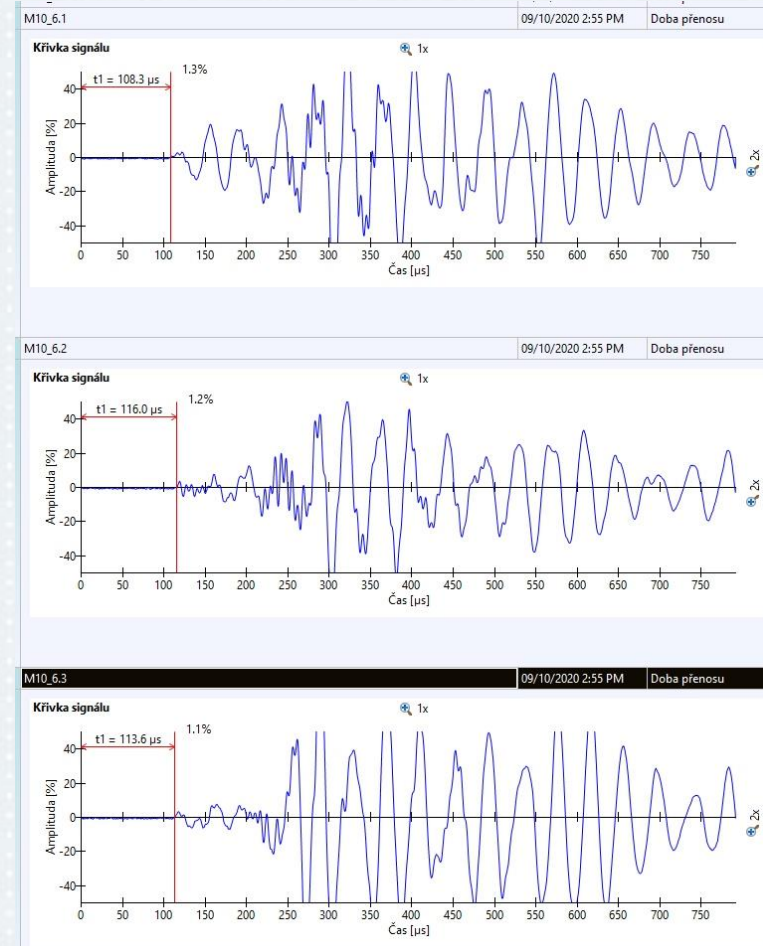 M10_6.1 09/10/2020 2:55 PM Doba přenosu
Křivka signálu 1x
t1 = 108.3 µs 1.3%
40
20
0
-20
-40
Amplituda [%]
2x
0 50 100 150 200 250 300 350 400 450 500 550 600 650 700 750
Čas [µs]
M10_6.2 09/10/2020 2:55 PM Doba přenosu
Křivka signálu 1x
t1 = 116.0 µs 1.2%
40
20
0
-20
-40
Amplituda [%]
2x
0 50 100 150 200 250 300 350 400 450 500 550 600 650 700 750
Čas [µs]
M10_6.3 09/10/2020 2:55 PM Doba přenosu
Křivka signálu 1x
t1 = 113.6 µs 1.1%
40
20
0
-20
-40
Amplituda [%]
2x
0 50 100 150 200 250 300 350 400 450 500 550 600 650 700 750
Čas [µs]